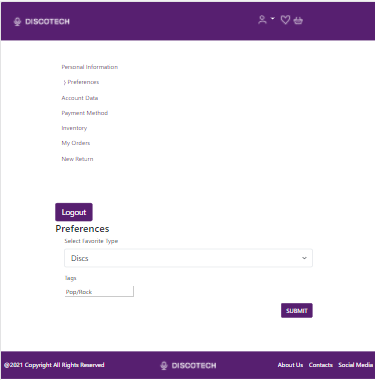 DISCOTECH
Personal Information
) Preferences
Account Data
Payment Method
Inventory
My Orders
New Return
Logout
Preferences
Select Favorite Type
Discs
Tags
Pop/Rock
SUBMIT
@2021 Copyright All Rights Reserved DISCOTECH About Us Contacts Social Media